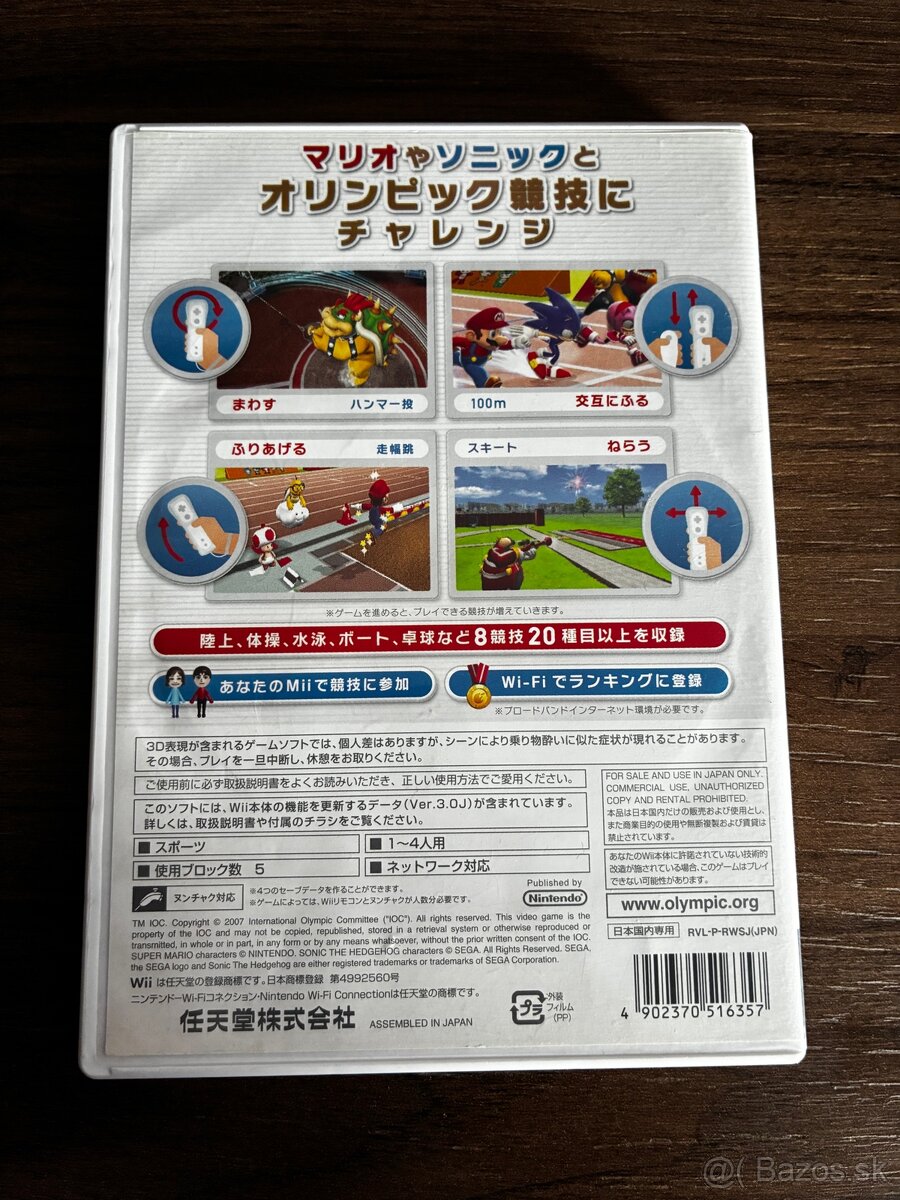 マリオやソニックと
オリンピック競技に
チャレンジ
まわす ハンマー投
100m 交互にふる
ふりあげる 走幅跳
スキート ねらう
※ゲームを進めると、プレイできる競技が増えていきます。
陸上、体操、水泳、ボート、卓球など8競技20種目以上を収録
あなたのMiiで競技に参加
Wi-Fiでランキングに登録
※ブロードバンドインターネット環境が必要です。
3D表現が含まれるゲームソフトでは、個人差はありますが、シーンにより乗り物酔いに似た症状が現れることがあります。
その場合、プレイを一旦中断し、休憩をお取りください。
ご使用前に必ず取扱説明書をよくお読みいただき、正しい使用方法でご愛用ください。
このソフトには、Wii本体の機能を更新するデータ(Ver.3.0J)が含まれています。
詳しくは、取扱説明書や付属のチラシをご覧ください。
■ スポーツ
■ 1〜4人用
■ 使用ブロック数 5
■ ネットワーク対応
ヌンチャク対応
※4つのセーブデータを作ることができます。
※ゲームによっては、Wiiリモコンとヌンチャクが人数分必要です。
Published by
Nintendo
FOR SALE AND USE IN JAPAN ONLY.
COMMERCIAL USE, UNAUTHORIZED
COPY AND RENTAL PROHIBITED.
本品は日本国内だけの販売および使用とし、
また商業目的の使用や無断複製および賃貸は
禁止されています。
あなたのWii本体に許諾されていない技術的
改造が施されている場合、このゲームはプレイ
できない可能性があります。
www.olympic.org
日本国内専用 RVL-P-RWSJ(JPN)
TM IOC. Copyright © 2007 International Olympic Committee ("IOC"). All rights reserved. This video game is the
property of the IOC and may not be copied, republished, stored in a retrieval system or otherwise reproduced or
transmitted, in whole or in part, in any form or by any means whatsoever, without the prior written consent of the IOC.
SUPER MARIO characters © NINTENDO. SONIC THE HEDGEHOG characters © SEGA. All Rights Reserved. SEGA,
the SEGA logo and Sonic The Hedgehog are either registered trademarks or trademarks of SEGA Corporation.
Wii は任天堂の登録商標です。日本商標登録 第4992560号
ニンテンドーWi-Fiコネクション・Nintendo Wi-Fi Connectionは任天堂の商標です。
任天堂株式会社 ASSEMBLED IN JAPAN
プラ
外装
フィルム
(PP)
4 902370 516357
@( Bazos.sk